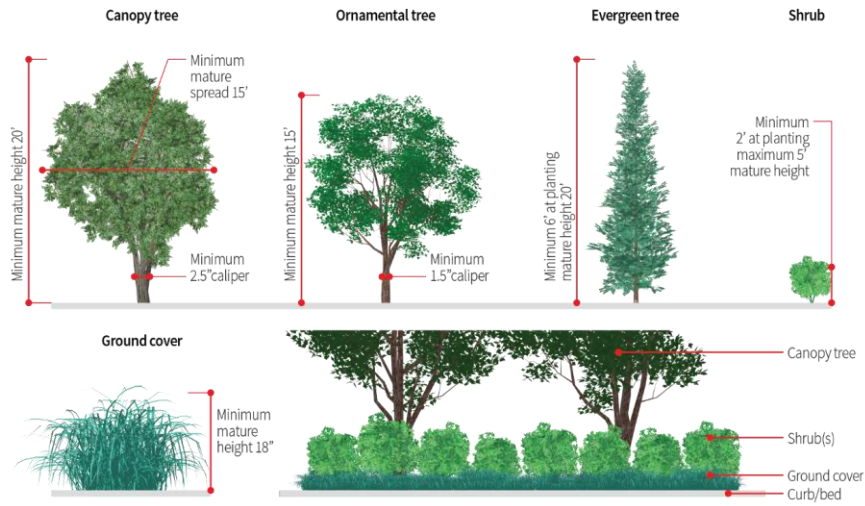 Canopy tree
Ornamental tree
Evergreen tree
Shrub
Minimum mature height 20’
Minimum
mature
spread 15’
Minimum
2.5”caliper
Minimum mature height 15’
Minimum
1.5”caliper
Minimum 6’ at planting
mature height 20’
Minimum
2’ at planting
maximum 5’
mature height
Ground cover
Minimum
mature
height 18”
Canopy tree
Shrub(s)
Ground cover
Curb/bed